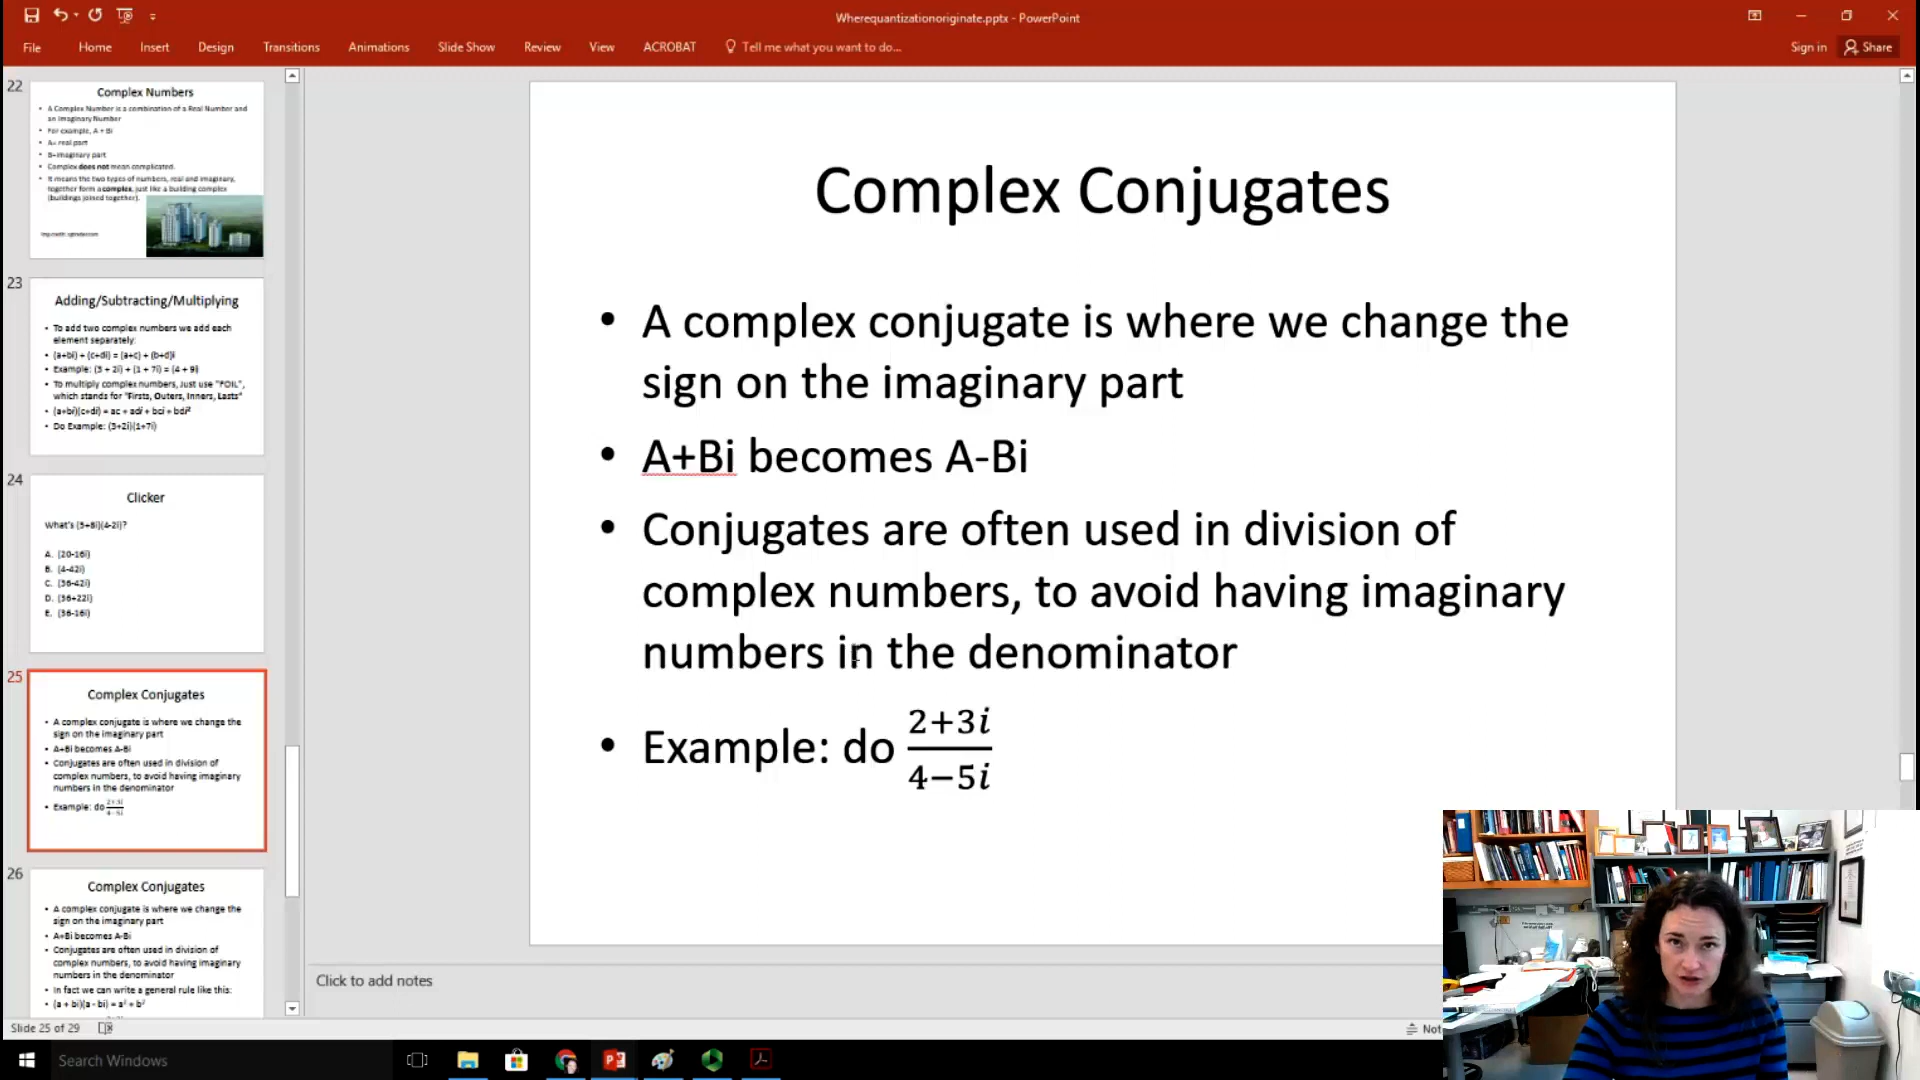 Wherequantizationoriginate.pptx - PowerPoint
File Home Insert Design Transitions Animations Slide Show Review View ACROBAT Tell me what you want to do... Sign in Share
22
Complex Numbers
• A Complex Number is a combination of a Real Number and
an Imaginary Number
• For example, A + Bi
• A= real part
• B=imaginary part
• Complex does not mean complicated.
• It means the two types of numbers, real and imaginary,
together form a complex, just like a building complex
(buildings joined together).
23
Adding/Subtracting/Multiplying
• To add two complex numbers we add each
element separately:
• (a+bi) + (c+di) = (a+c) + (b+d)i
• Example: (3 + 2i) + (1 + 7i) = (4 + 9i)
• To multiply complex numbers, Just use "FOIL",
which stands for "Firsts, Outers, Inners, Lasts"
• (a+bi)(c+di) = ac + adi + bci + bdi²
• Do Example: (3+2i)(1+7i)
24
Clicker
What's (5+8i)(4-2i)?
A. (20-16i)
B. (4-42i)
C. (36-42i)
D. (36+22i)
E. (36-16i)
25
Complex Conjugates
• A complex conjugate is where we change the
sign on the imaginary part
• A+Bi becomes A-Bi
• Conjugates are often used in division of
complex numbers, to avoid having imaginary
numbers in the denominator
• Example: do 2+3i
4−5i
26
Complex Conjugates
• A complex conjugate is where we change the
sign on the imaginary part
• A+Bi becomes A-Bi
• Conjugates are often used in division of
complex numbers, to avoid having imaginary
numbers in the denominator
• In fact we can write a general rule like this:
• (a + bi)(a - bi) = a² + b²
Complex Conjugates
• A complex conjugate is where we change the
sign on the imaginary part
• A+Bi becomes A-Bi
• Conjugates are often used in division of
complex numbers, to avoid having imaginary
numbers in the denominator
• Example: do 2+3i
4−5i
Click to add notes
Slide 25 of 29
Not
Search Windows